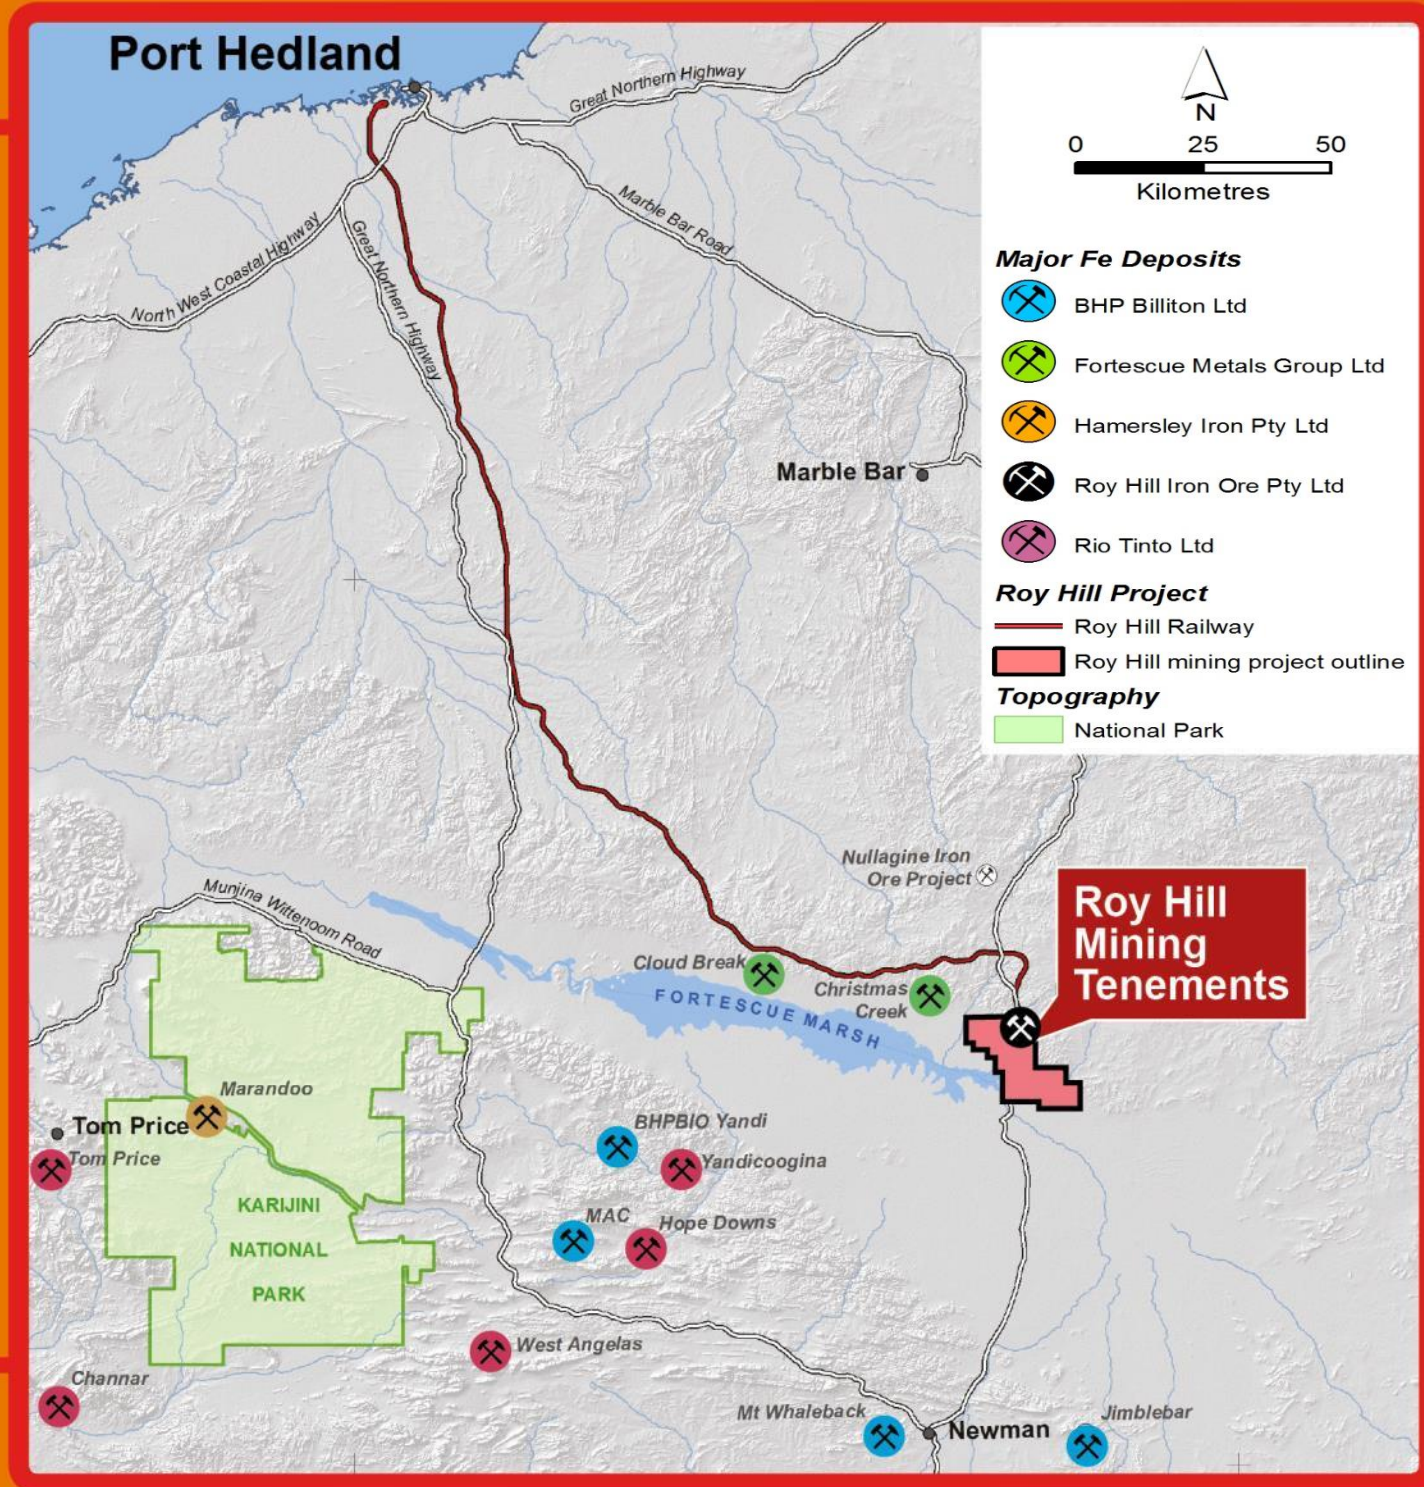 Port Hedland
Great Northern Highway
Marble Bar Road
North West Coastal Highway
Great Northern Highway
Marble Bar
N
0 25 50
Kilometres
Major Fe Deposits
BHP Billiton Ltd
Fortescue Metals Group Ltd
Hamersley Iron Pty Ltd
Roy Hill Iron Ore Pty Ltd
Rio Tinto Ltd
Roy Hill Project
Roy Hill Railway
Roy Hill mining project outline
Topography
National Park
Nullagine Iron
Ore Project
Roy Hill
Mining
Tenements
Munjina Wittenoom Road
Cloud Break
Christmas
Creek
FORTESCUE MARSH
Marandoo
Tom Price
Tom Price
BHPBIO Yandi
Yandicoogina
KARIJINI
NATIONAL
PARK
MAC
Hope Downs
West Angelas
Channar
Mt Whaleback
Newman
Jimblebar